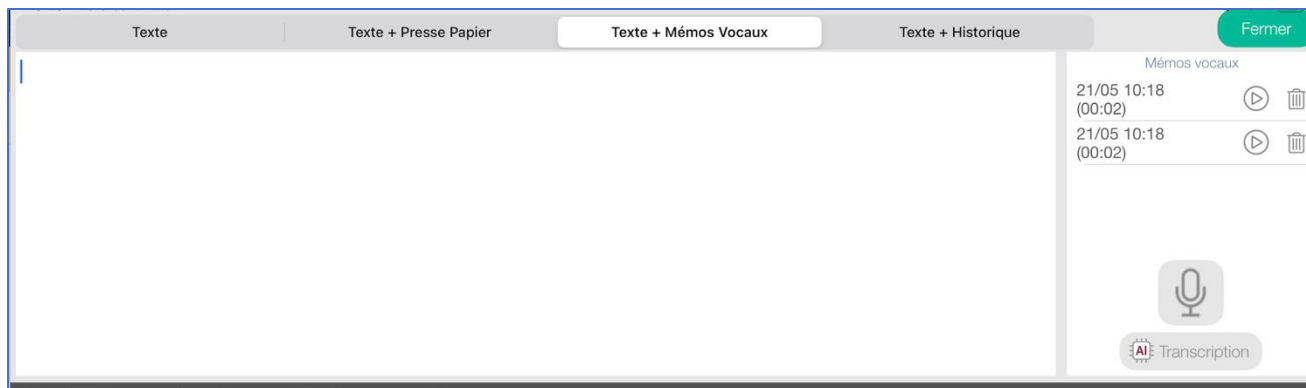 Texte
Texte + Presse Papier
Texte + Mémos Vocaux
Texte + Historique
Fermer
Mémos vocaux
21/05 10:18
(00:02)
21/05 10:18
(00:02)
AI Transcription